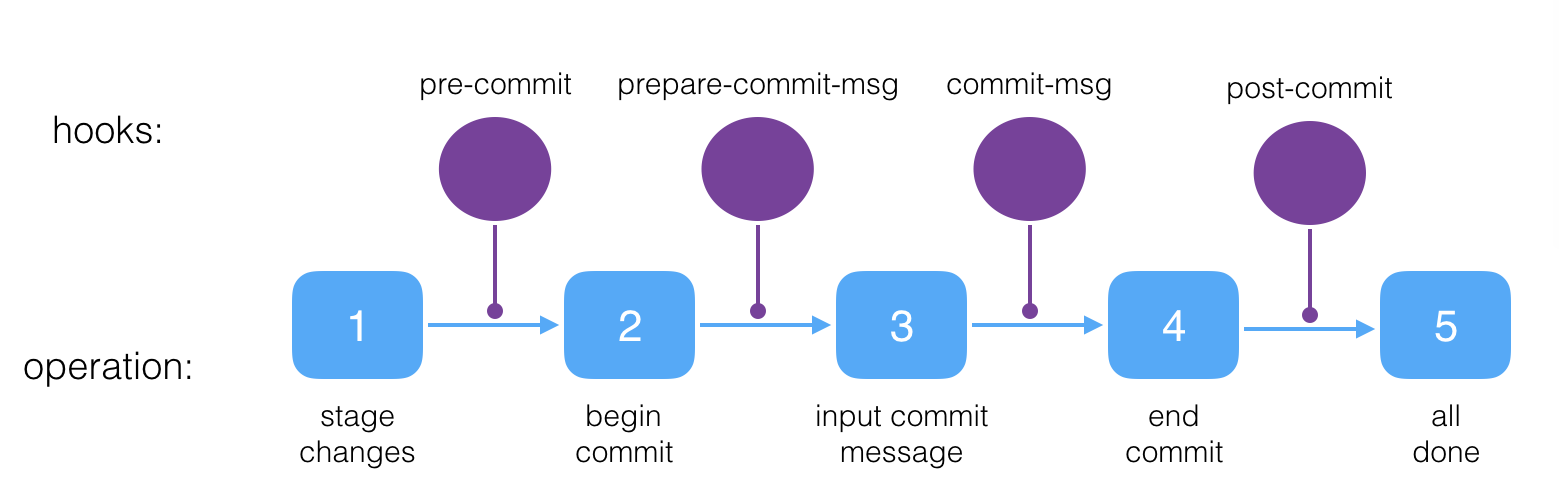 pre-commit prepare-commit-msg commit-msg post-commit
hooks:
1 2 3 4 5
operation:
stage begin input commit end all
changes commit message commit done